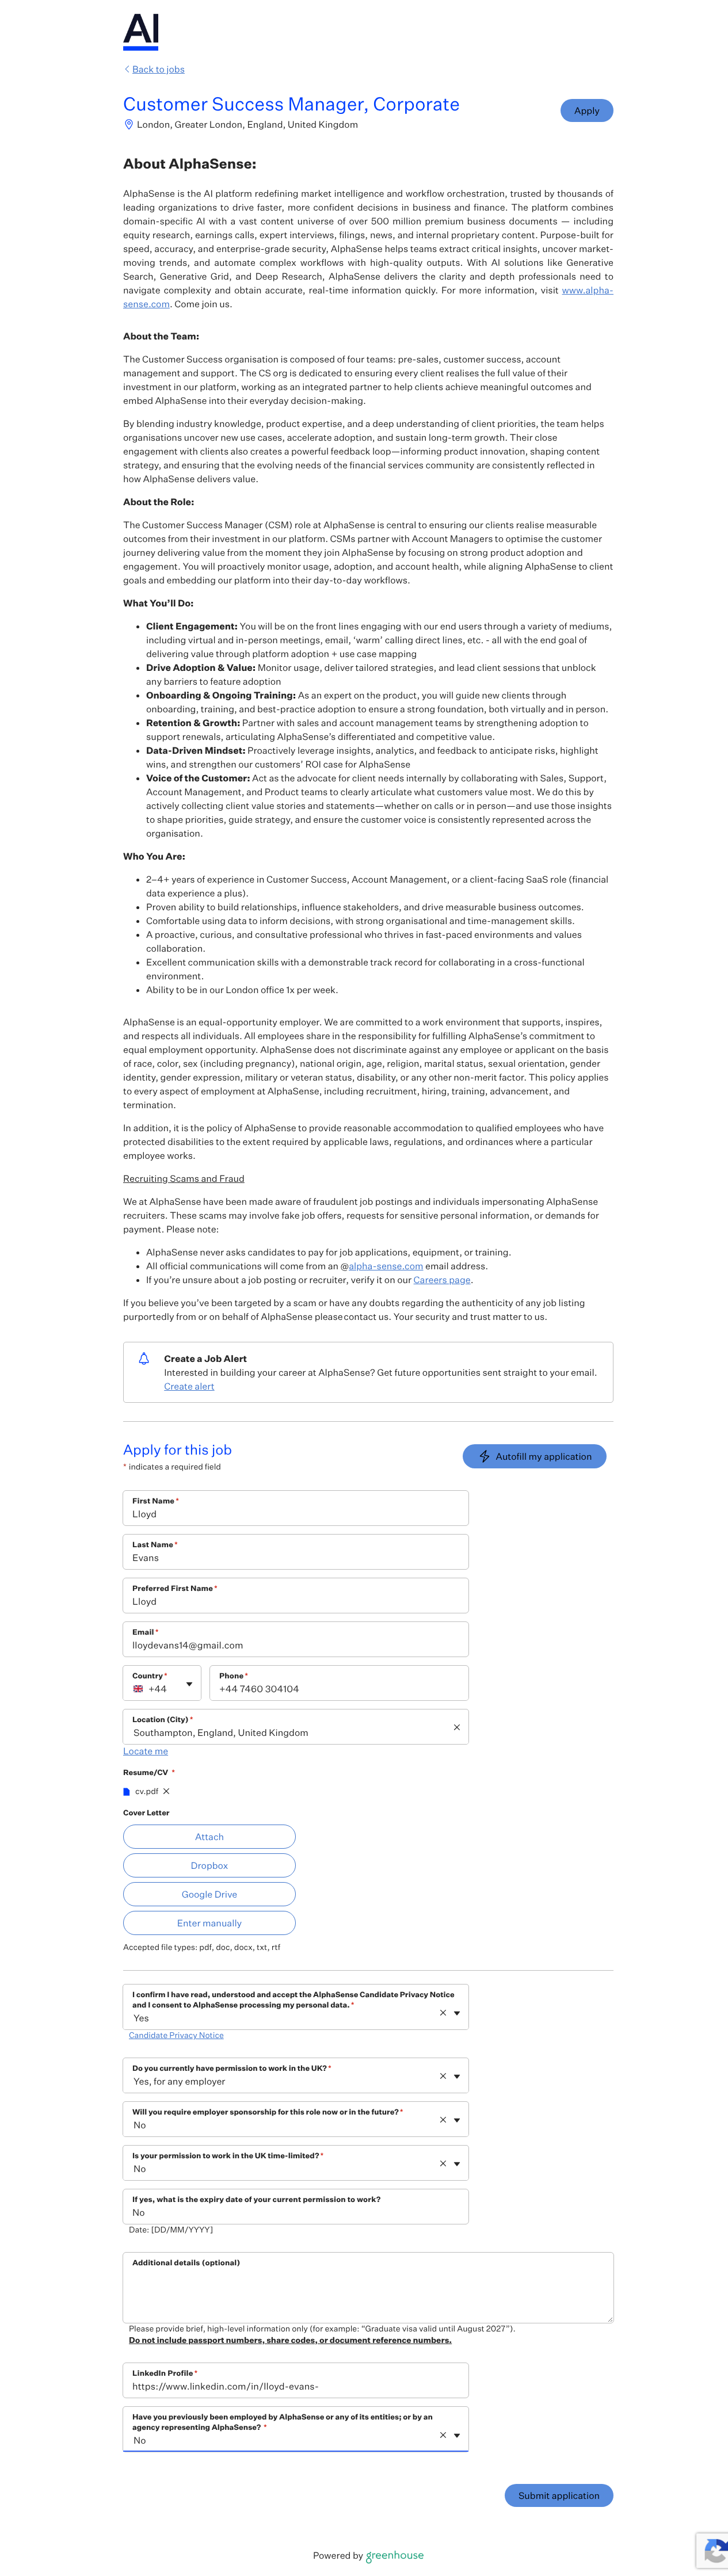 AI
Back to jobs
Customer Success Manager, Corporate
Apply
London, Greater London, England, United Kingdom
About AlphaSense:
AlphaSense is the AI platform redefining market intelligence and workflow orchestration, trusted by thousands of
leading organizations to drive faster, more confident decisions in business and finance. The platform combines
domain-specific AI with a vast content universe of over 500 million premium business documents — including
equity research, earnings calls, expert interviews, filings, news, and internal proprietary content. Purpose-built for
speed, accuracy, and enterprise-grade security, AlphaSense helps teams extract critical insights, uncover market-
moving trends, and automate complex workflows with high-quality outputs. With AI solutions like Generative
Search, Generative Grid, and Deep Research, AlphaSense delivers the clarity and depth professionals need to
navigate complexity and obtain accurate, real-time information quickly. For more information, visit www.alpha-
sense.com. Come join us.
About the Team:
The Customer Success organisation is composed of four teams: pre-sales, customer success, account
management and support. The CS org is dedicated to ensuring every client realises the full value of their
investment in our platform, working as an integrated partner to help clients achieve meaningful outcomes and
embed AlphaSense into their everyday decision-making.
By blending industry knowledge, product expertise, and a deep understanding of client priorities, the team helps
organisations uncover new use cases, accelerate adoption, and sustain long-term growth. Their close
engagement with clients also creates a powerful feedback loop—informing product innovation, shaping content
strategy, and ensuring that the evolving needs of the financial services community are consistently reflected in
how AlphaSense delivers value.
About the Role:
The Customer Success Manager (CSM) role at AlphaSense is central to ensuring our clients realise measurable
outcomes from their investment in our platform. CSMs partner with Account Managers to optimise the customer
journey delivering value from the moment they join AlphaSense by focusing on strong product adoption and
engagement. You will proactively monitor usage, adoption, and account health, while aligning AlphaSense to client
goals and embedding our platform into their day-to-day workflows.
What You'll Do:
• Client Engagement: You will be on the front lines engaging with our end users through a variety of mediums,
including virtual and in-person meetings, email, ‘warm’ calling direct lines, etc. - all with the end goal of
delivering value through platform adoption + use case mapping
• Drive Adoption & Value: Monitor usage, deliver tailored strategies, and lead client sessions that unblock
any barriers to feature adoption
• Onboarding & Ongoing Training: As an expert on the product, you will guide new clients through
onboarding, training, and best-practice adoption to ensure a strong foundation, both virtually and in person.
• Retention & Growth: Partner with sales and account management teams by strengthening adoption to
support renewals, articulating AlphaSense’s differentiated and competitive value.
• Data-Driven Mindset: Proactively leverage insights, analytics, and feedback to anticipate risks, highlight
wins, and strengthen our customers’ ROI case for AlphaSense
• Voice of the Customer: Act as the advocate for client needs internally by collaborating with Sales, Support,
Account Management, and Product teams to clearly articulate what customers value most. We do this by
actively collecting client value stories and statements—whether on calls or in person—and use those insights
to shape priorities, guide strategy, and ensure the customer voice is consistently represented across the
organisation.
Who You Are:
• 2–4+ years of experience in Customer Success, Account Management, or a client-facing SaaS role (financial
data experience a plus).
• Proven ability to build relationships, influence stakeholders, and drive measurable business outcomes.
• Comfortable using data to inform decisions, with strong organisational and time-management skills.
• A proactive, curious, and consultative professional who thrives in fast-paced environments and values
collaboration.
• Excellent communication skills with a demonstrable track record for collaborating in a cross-functional
environment.
• Ability to be in our London office 1x per week.
AlphaSense is an equal-opportunity employer. We are committed to a work environment that supports, inspires,
and respects all individuals. All employees share in the responsibility for fulfilling AlphaSense’s commitment to
equal employment opportunity. AlphaSense does not discriminate against any employee or applicant on the basis
of race, color, sex (including pregnancy), national origin, age, religion, marital status, sexual orientation, gender
identity, gender expression, military or veteran status, disability, or any other non-merit factor. This policy applies
to every aspect of employment at AlphaSense, including recruitment, hiring, training, advancement, and
termination.
In addition, it is the policy of AlphaSense to provide reasonable accommodation to qualified employees who have
protected disabilities to the extent required by applicable laws, regulations, and ordinances where a particular
employee works.
Recruiting Scams and Fraud
We at AlphaSense have been made aware of fraudulent job postings and individuals impersonating AlphaSense
recruiters. These scams may involve fake job offers, requests for sensitive personal information, or demands for
payment. Please note:
• AlphaSense never asks candidates to pay for job applications, equipment, or training.
• All official communications will come from an @alpha-sense.com email address.
• If you’re unsure about a job posting or recruiter, verify it on our Careers page.
If you believe you’ve been targeted by a scam or have any doubts regarding the authenticity of any job listing
purportedly from or on behalf of AlphaSense please contact us. Your security and trust matter to us.
Create a Job Alert
Interested in building your career at AlphaSense? Get future opportunities sent straight to your email.
Create alert
Apply for this job
* indicates a required field
Autofill my application
First Name*
Lloyd
Last Name*
Evans
Preferred First Name*
Lloyd
Email*
lloydevans14@gmail.com
Country*
+44
Phone*
+44 7460 304104
Location (City)*
Southampton, England, United Kingdom
Locate me
Resume/CV *
cv.pdf
Cover Letter
Attach
Dropbox
Google Drive
Enter manually
Accepted file types: pdf, doc, docx, txt, rtf
I confirm I have read, understood and accept the AlphaSense Candidate Privacy Notice
and I consent to AlphaSense processing my personal data.*
Yes
Candidate Privacy Notice
Do you currently have permission to work in the UK?*
Yes, for any employer
Will you require employer sponsorship for this role now or in the future?*
No
Is your permission to work in the UK time-limited?*
No
If yes, what is the expiry date of your current permission to work?
No
Date: [DD/MM/YYYY]
Additional details (optional)
Please provide brief, high-level information only (for example: “Graduate visa valid until August 2027”).
Do not include passport numbers, share codes, or document reference numbers.
LinkedIn Profile*
https://www.linkedin.com/in/lloyd-evans-
Have you previously been employed by AlphaSense or any of its entities; or by an
agency representing AlphaSense? *
No
Submit application
Powered by greenhouse